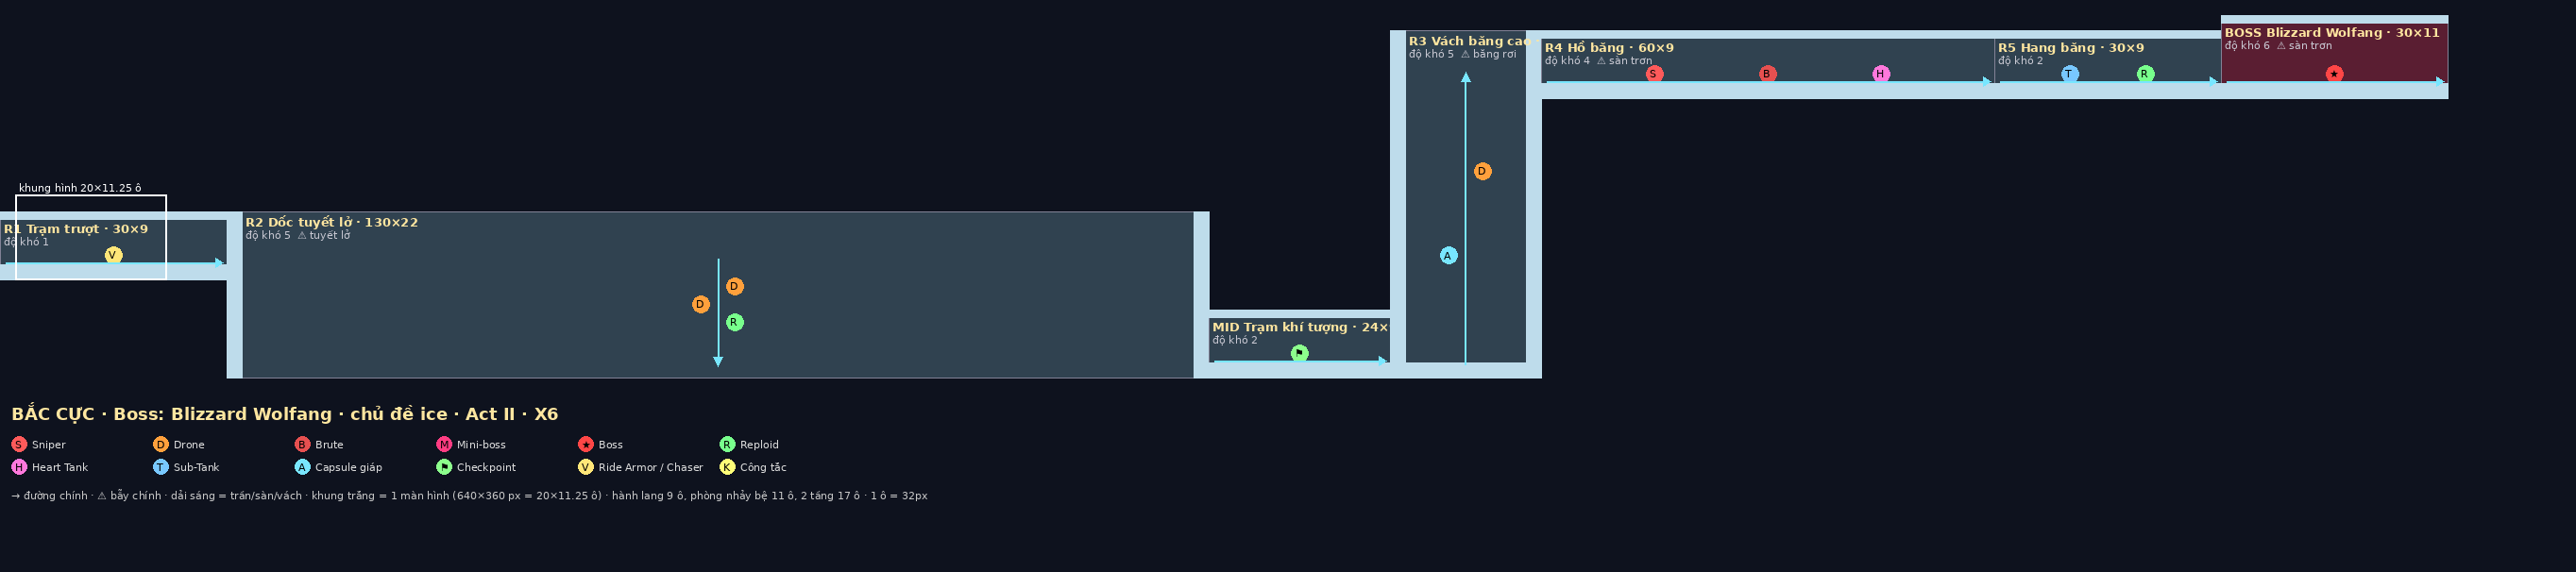 BOSS Blizzard Wolfang · 30×11
độ khó 6 ⚠ sàn trơn
★
R3 Vách băng cao
độ khó 5 ⚠ băng rơi
D
A
R4 Hồ băng · 60×9
độ khó 4 ⚠ sàn trơn
S B H
R5 Hang băng · 30×9
độ khó 2
T R
khung hình 20×11.25 ô
R1 Trạm trượt · 30×9
độ khó 1
V
R2 Dốc tuyết lở · 130×22
độ khó 5 ⚠ tuyết lở
D
D
R
MID Trạm khí tượng · 24×
độ khó 2
⚑
BẮC CỰC · Boss: Blizzard Wolfang · chủ đề ice · Act II · X6
S Sniper D Drone B Brute M Mini-boss ★ Boss R Reploid
H Heart Tank T Sub-Tank A Capsule giáp ⚑ Checkpoint V Ride Armor / Chaser K Công tắc
→ đường chính · ⚠ bẫy chính · dải sáng = trần/sàn/vách · khung trắng = 1 màn hình (640×360 px = 20×11.25 ô) · hành lang 9 ô, phòng nhảy bệ 11 ô, 2 tầng 17 ô · 1 ô = 32px